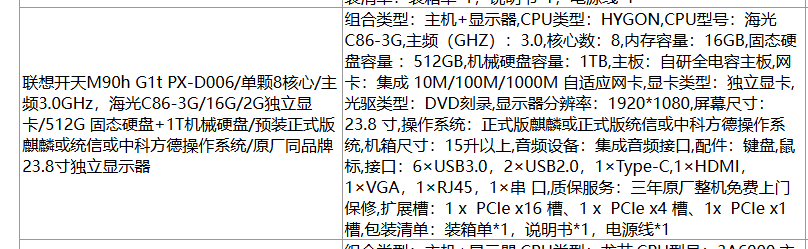 联想开天M90h G1t PX-D006/单颗8核心/主
频3.0GHz，海光C86-3G/16G/2G独立显
卡/512G 固态硬盘+1T机械硬盘/预装正式版
麒麟或统信或中科方德操作系统/原厂同品牌
23.8寸独立显示器
组合类型：主机+显示器,CPU类型：HYGON,CPU型号：海光
C86-3G,主频（GHZ）：3.0,核心数：8,内存容量：16GB,固态硬
盘容量 ：512GB,机械硬盘容量：1TB,主板：自研全电容主板,网
卡：集成 10M/100M/1000M 自适应网卡,显卡类型：独立显卡,
光驱类型：DVD刻录,显示器分辨率：1920*1080,屏幕尺寸：
23.8 寸,操作系统：正式版麒麟或正式版统信或中科方德操作系
统,机箱尺寸：15升以上,音频设备：集成音频接口,配件：键盘,鼠
标,接口：6×USB3.0，2×USB2.0，1×Type-C,1×HDMI，
1×VGA，1×RJ45，1×串 口,质保服务：三年原厂整机免费上门
保修,扩展槽：1 x  PCIe x16 槽、1 x  PCIe x4 槽、1x  PCIe x1
槽,包装清单：装箱单*1，说明书*1，电源线*1